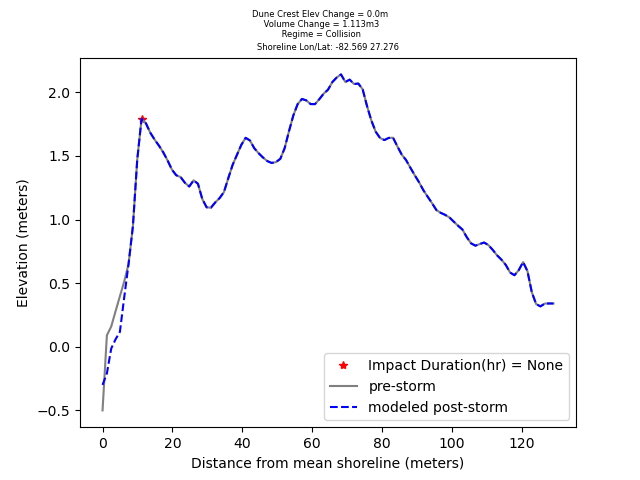 Dune Crest Elev Change = 0.0m
Volume Change = 1.113m3
Regime = Collision
Shoreline Lon/Lat: -82.569 27.276
2.0
1.5
1.0
0.5
0.0
−0.5
Elevation (meters)
Impact Duration(hr) = None
pre-storm
modeled post-storm
0 20 40 60 80 100 120
Distance from mean shoreline (meters)